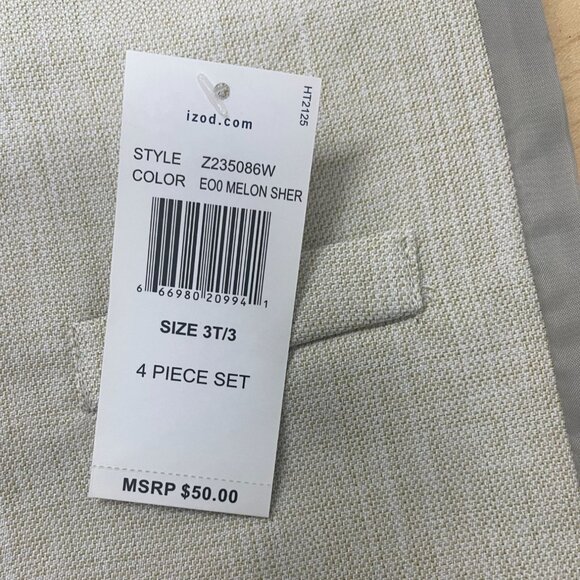 HT2125
izod.com
STYLE Z235086W
COLOR EO0 MELON SHER
6 66980 20994 1
SIZE 3T/3
4 PIECE SET
MSRP $50.00